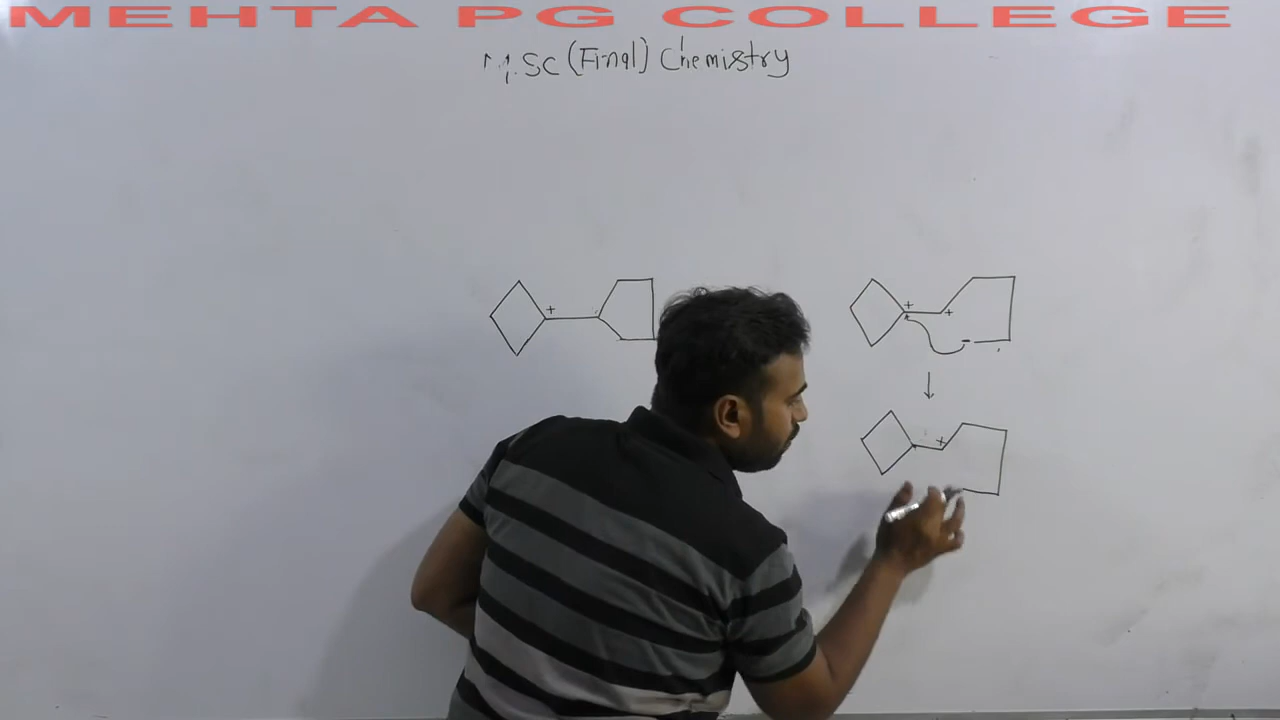 MEHTA PG COLLEGE
M.SC (Final) Chemistry
+
+
+
-
+